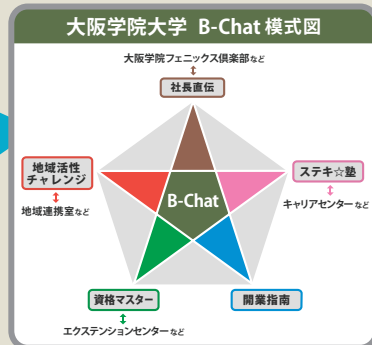 大阪学院大学 B-Chat 模式図
大阪学院フェニックス倶楽部など
社長直伝
地域活性
チャレンジ
地域連携室など
ステキ☆塾
キャリアセンターなど
B-Chat
資格マスター
エクステンションセンターなど
開業指南